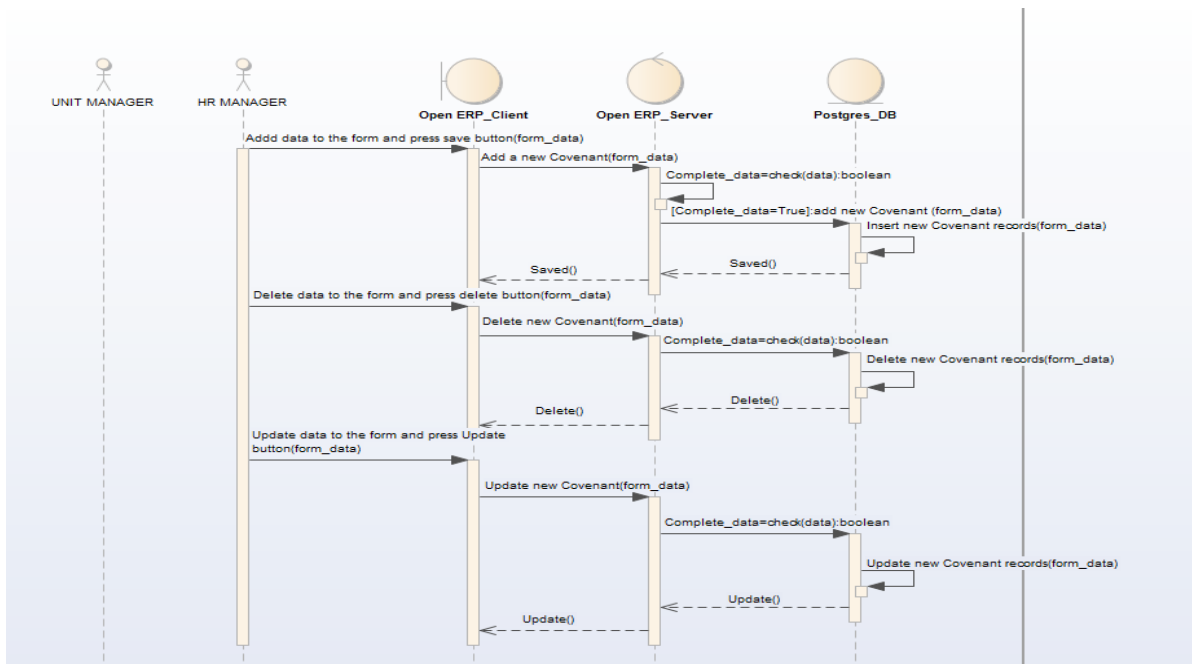 UNIT MANAGER
HR MANAGER
Open ERP_Client
Open ERP_Server
Postgres_DB
Addd data to the form and press save button(form_data)
Add a new Covenant(form_data)
Complete_data=check(data):boolean
[Complete_data=True]:add new Covenant (form_data)
Insert new Covenant records(form_data)
Saved()
Saved()
Delete data to the form and press delete button(form_data)
Delete new Covenant(form_data)
Complete_data=check(data):boolean
Delete new Covenant records(form_data)
Delete()
Delete()
Update data to the form and press Update
button(form_data)
Update new Covenant(form_data)
Complete_data=check(data):boolean
Update new Covenant records(form_data)
Update()
Update()